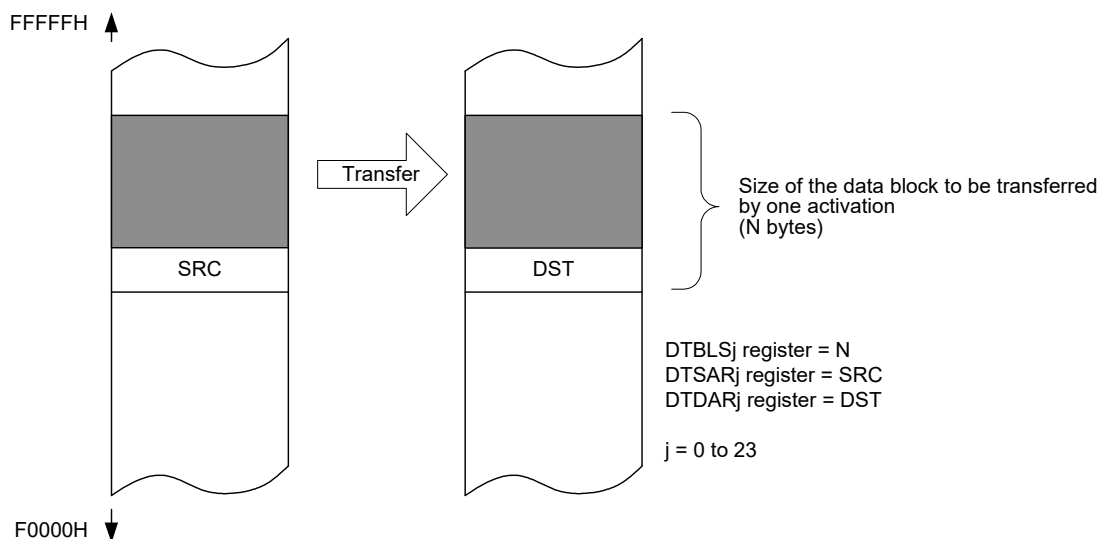 FFFFFH
Transfer
Size of the data block to be transferred
by one activation
(N bytes)
SRC
DST
DTBLSj register = N
DTSARj register = SRC
DTDARj register = DST
j = 0 to 23
F0000H